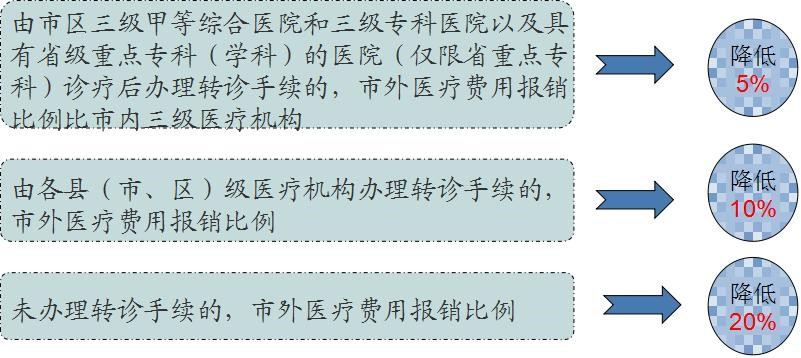 由市区三级甲等综合医院和三级专科医院以及具
有省级重点专科（学科）的医院（仅限省重点专
科）诊疗后办理转诊手续的，市外医疗费用报销
比例比市内三级医疗机构
降低
5%
由各县（市、区）级医疗机构办理转诊手续的，
市外医疗费用报销比例
降低
10%
未办理转诊手续的，市外医疗费用报销比例
降低
20%